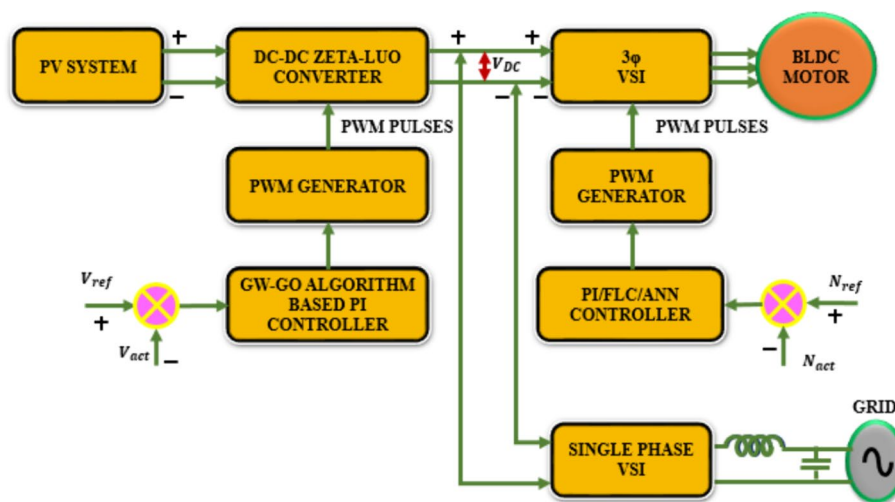 PV SYSTEM
+
−
DC-DC ZETA-LUO
CONVERTER
+
−
V_DC
+
−
3φ
VSI
BLDC
MOTOR
PWM PULSES
PWM PULSES
PWM GENERATOR
PWM
GENERATOR
V_ref
+
V_act
−
GW-GO ALGORITHM
BASED PI
CONTROLLER
PI/FLC/ANN
CONTROLLER
N_ref
+
−
N_act
SINGLE PHASE
VSI
GRID